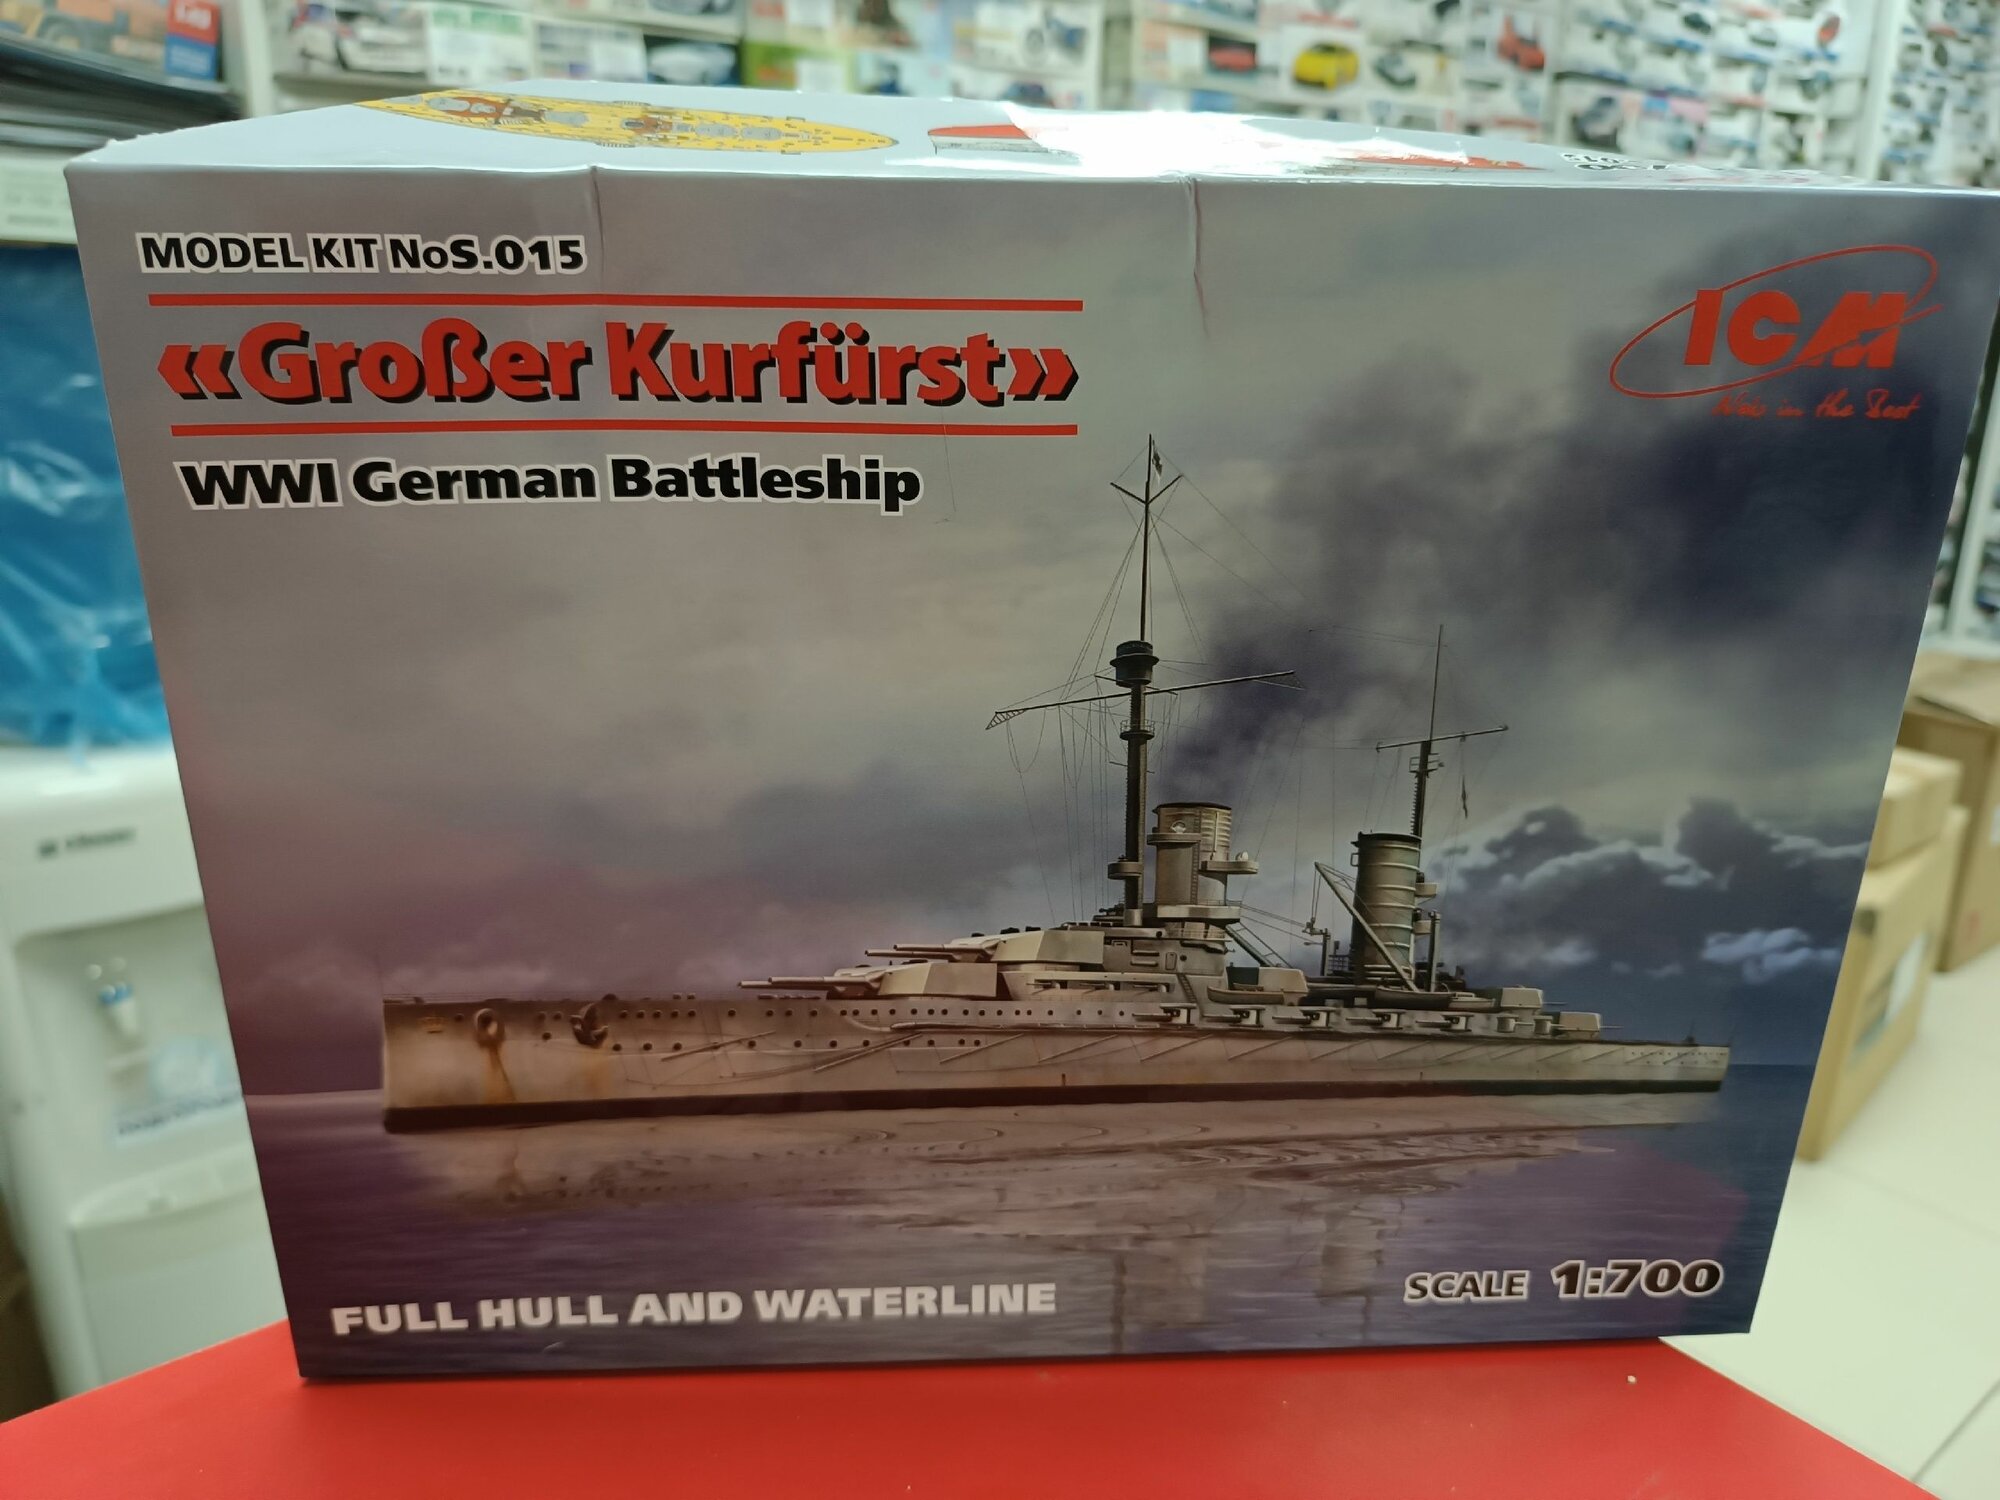 MODEL KIT NoS.015
«Großer Kurfürst»
WWI German Battleship
ICM
FULL HULL AND WATERLINE
SCALE 1:700